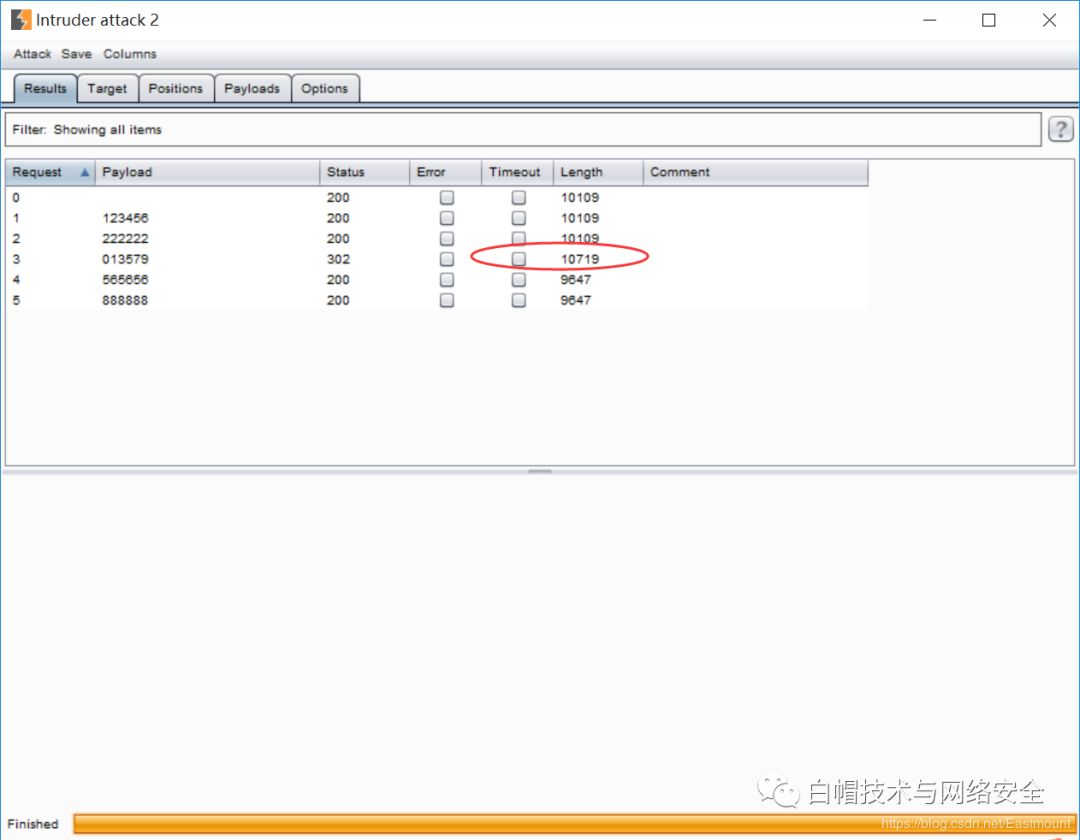 Intruder attack 2
Attack Save Columns
Results Target Positions Payloads Options
Filter: Showing all items
?
Request Payload Status Error Timeout Length Comment
0 200 10109
1 123456 200 10109
2 222222 200 10109
3 013579 302 10719
4 565656 200 9647
5 888888 200 9647
白帽技术与网络安全
Finished
https://blog.csdn.net/Eastmount